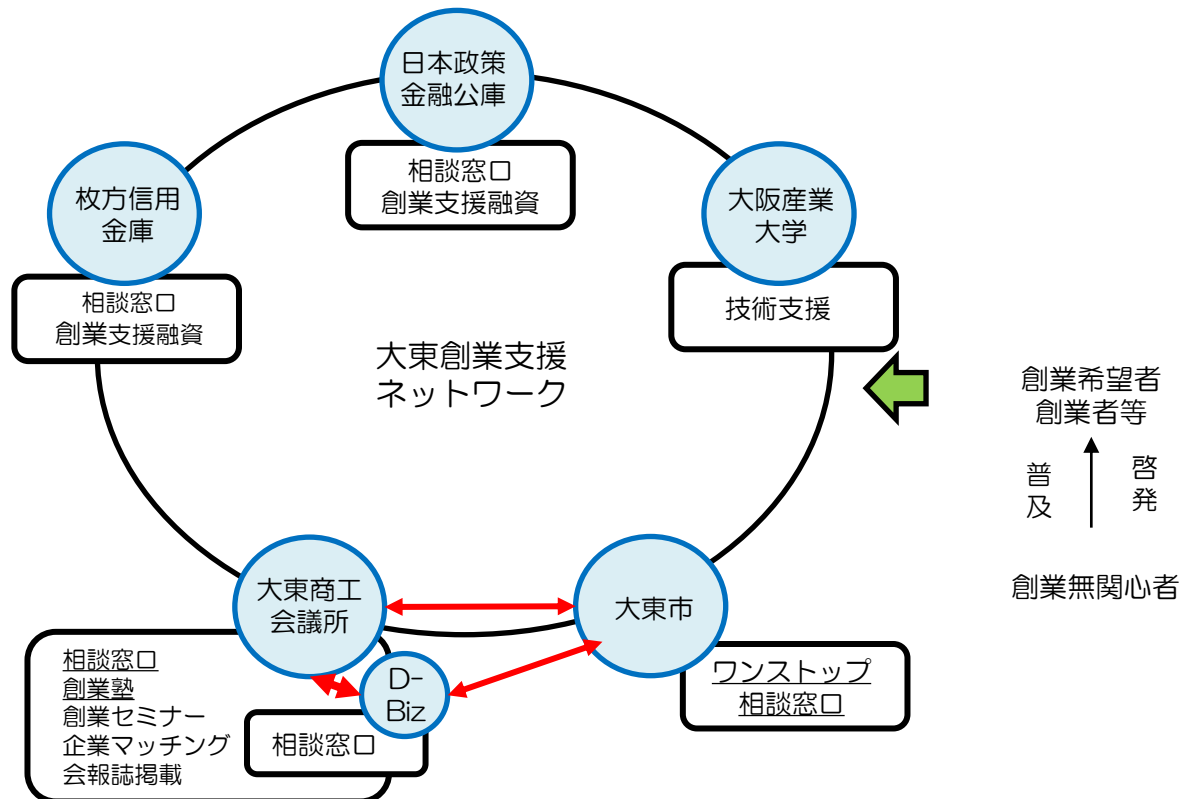 日本政策
金融公庫
相談窓口
創業支援融資
枚方信用
金庫
相談窓口
創業支援融資
大阪産業
大学
技術支援
大東創業支援
ネットワーク
創業希望者
創業者等
普及
啓発
創業無関心者
大東商工
会議所
相談窓口
創業塾
創業セミナー
企業マッチング
会報誌掲載
D-
Biz
相談窓口
大東市
ワンストップ
相談窓口